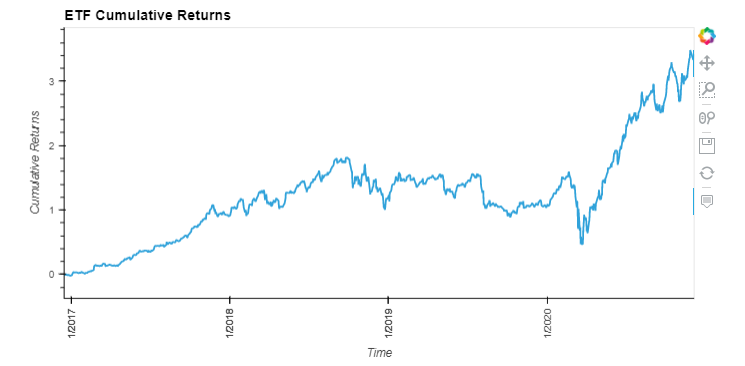 ETF Cumulative Returns
3
2
1
0
Cumulative Returns
1/2017
1/2018
1/2019
1/2020
Time